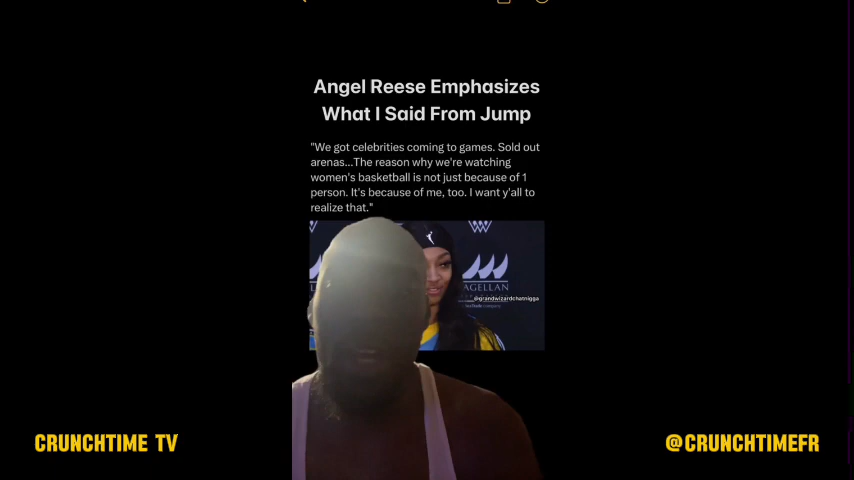 Angel Reese Emphasizes
What I Said From Jump
"We got celebrities coming to games. Sold out
arenas...The reason why we're watching
women's basketball is not just because of 1
person. It's because of me, too. I want y'all to
realize that."
AGELLAN
@grandwizardchatnigga
CRUNCHTIME TV
@CRUNCHTIMEFR